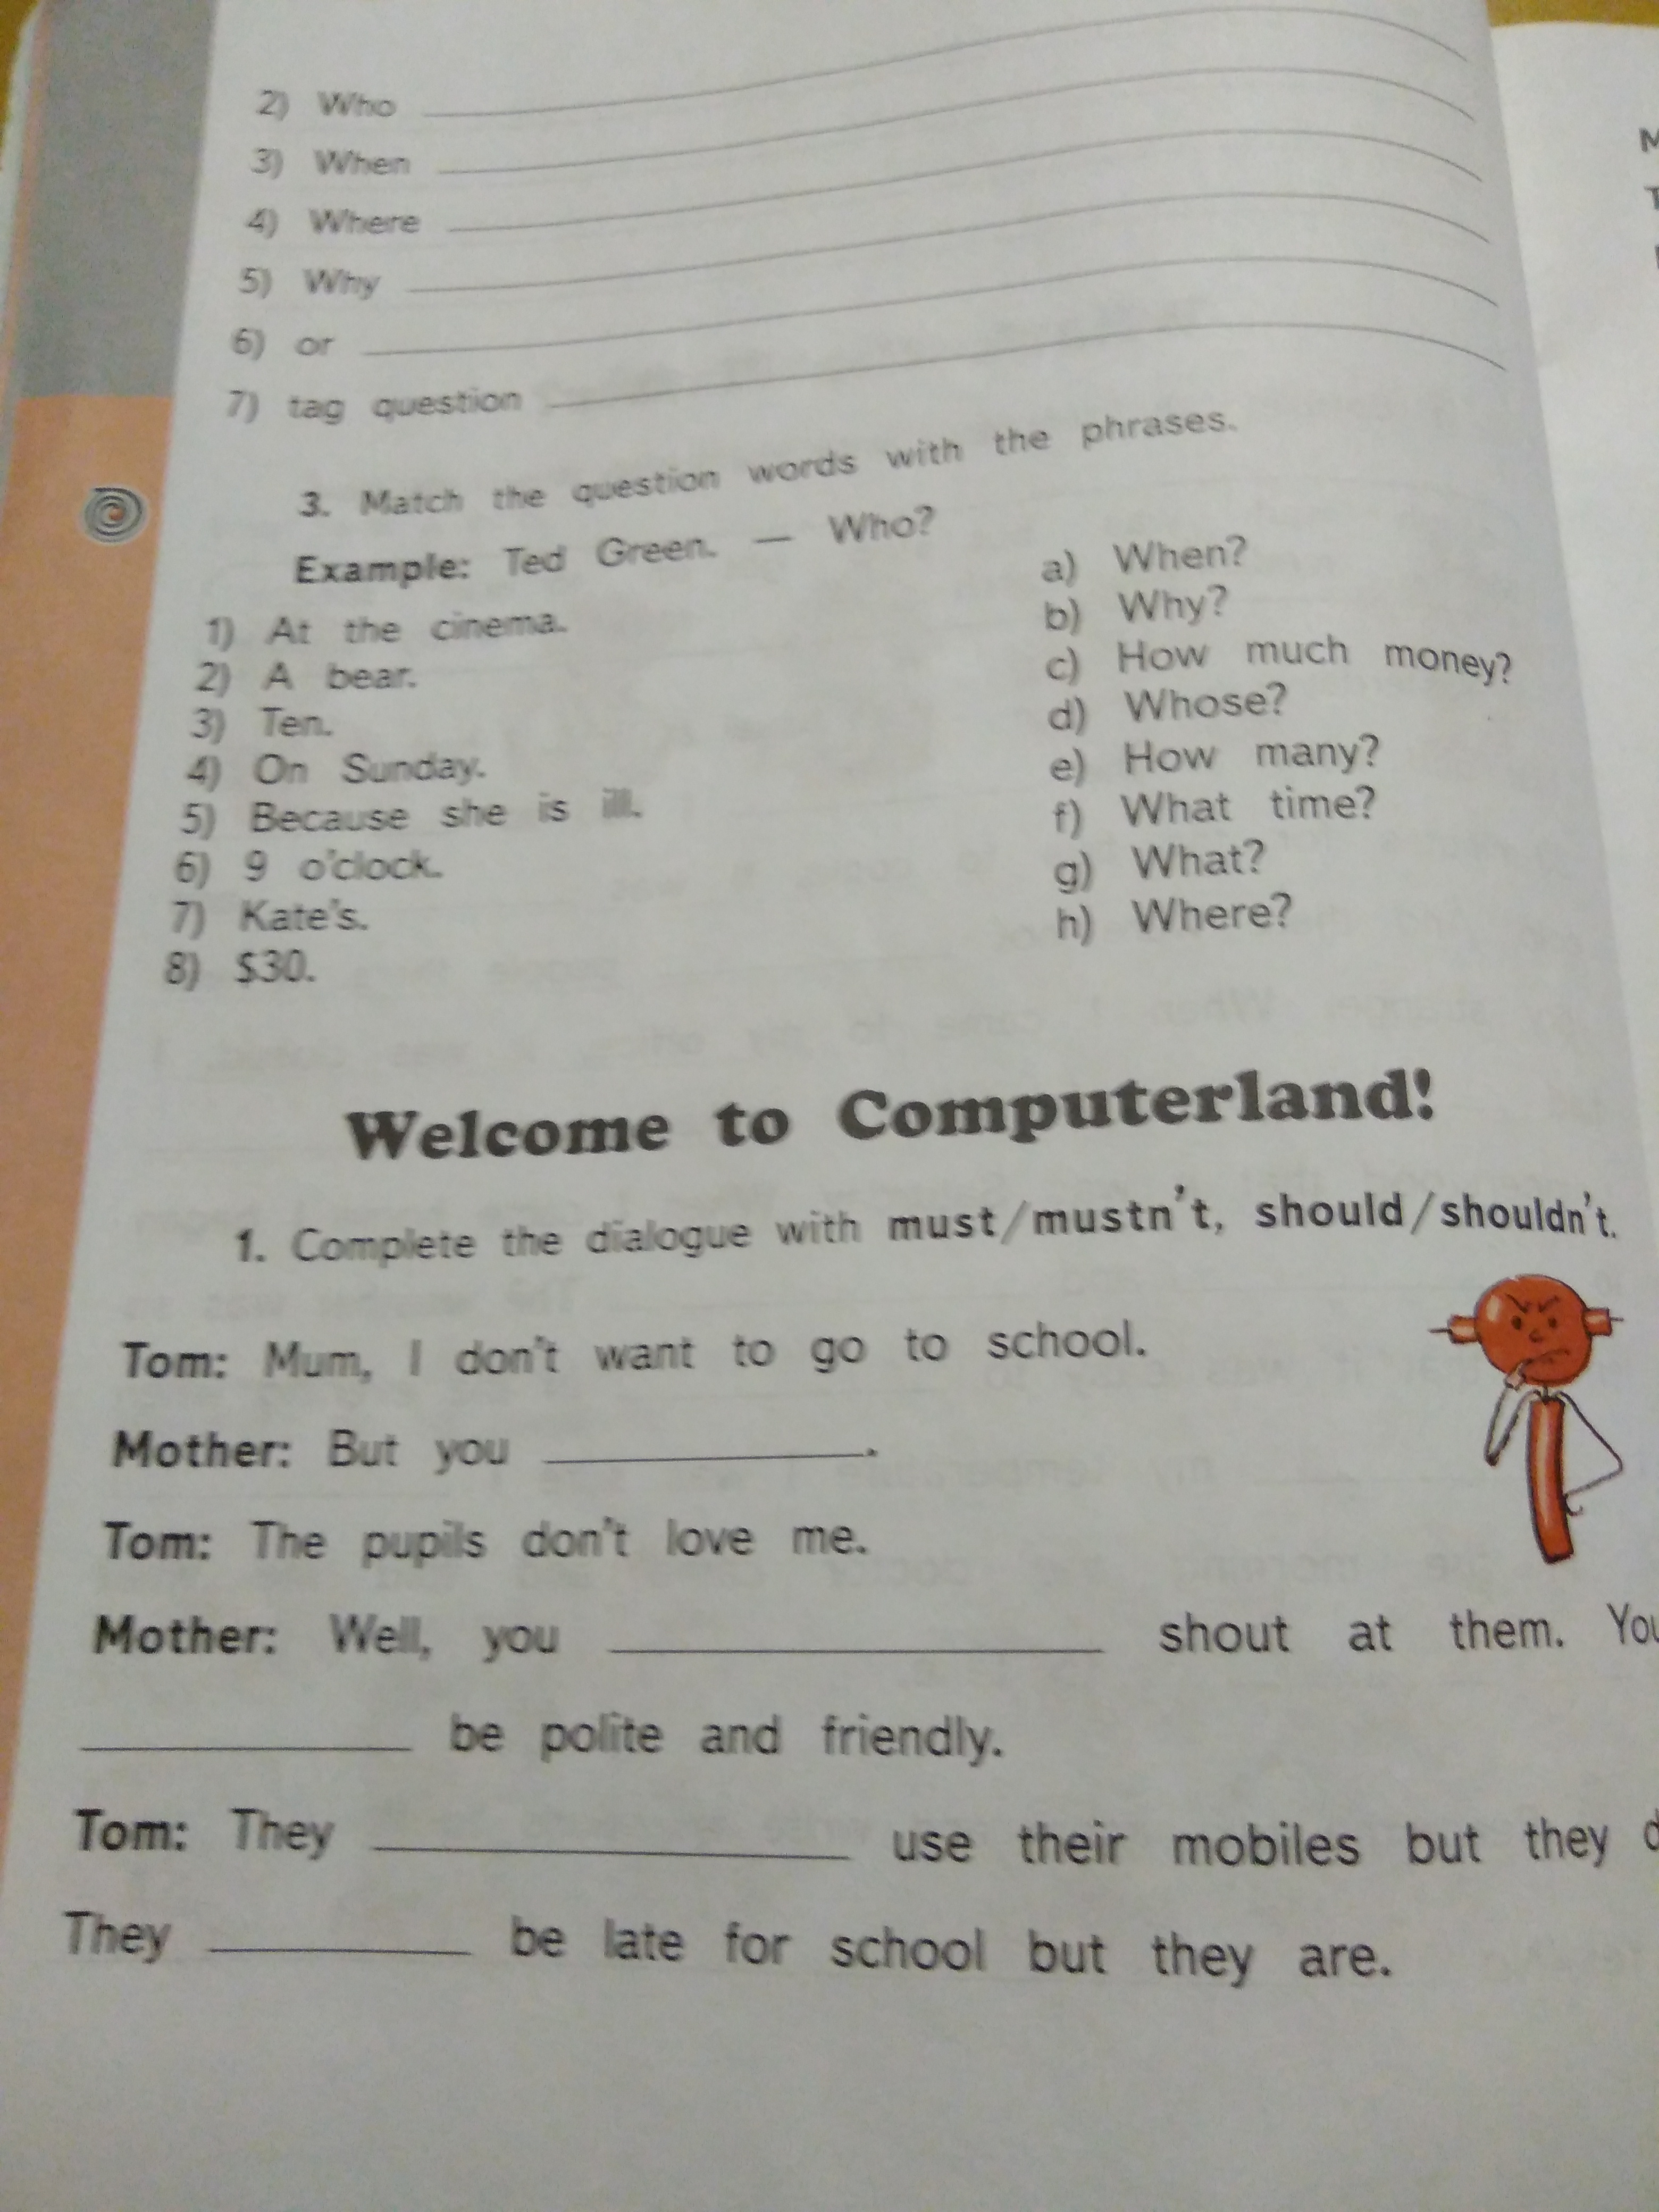 2) Who
3) When
4) Where
5) Why
6) or
7) tag question
3. Match the question words with the phrases.
Example: Ted Green. — Who?
1) At the cinema.
2) A bear.
3) Ten.
4) On Sunday.
5) Because she is ill.
6) 9 o'clock.
7) Kate's.
8) $30.
a) When?
b) Why?
c) How much money?
d) Whose?
e) How many?
f) What time?
g) What?
h) Where?
Welcome to Computerland!
1. Complete the dialogue with must/mustn't, should/shouldn't.
Tom: Mum, I don't want to go to school.
Mother: But you ____.
Tom: The pupils don't love me.
Mother: Well, you ____ shout at them. You
____ be polite and friendly.
Tom: They ____ use their mobiles but they
They ____ be late for school but they are.